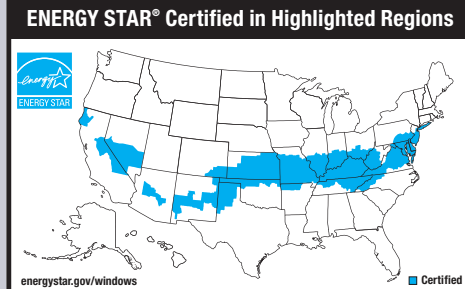 ENERGY STAR® Certified in Highlighted Regions
energy
ENERGY STAR
energystar.gov/windows
Certified